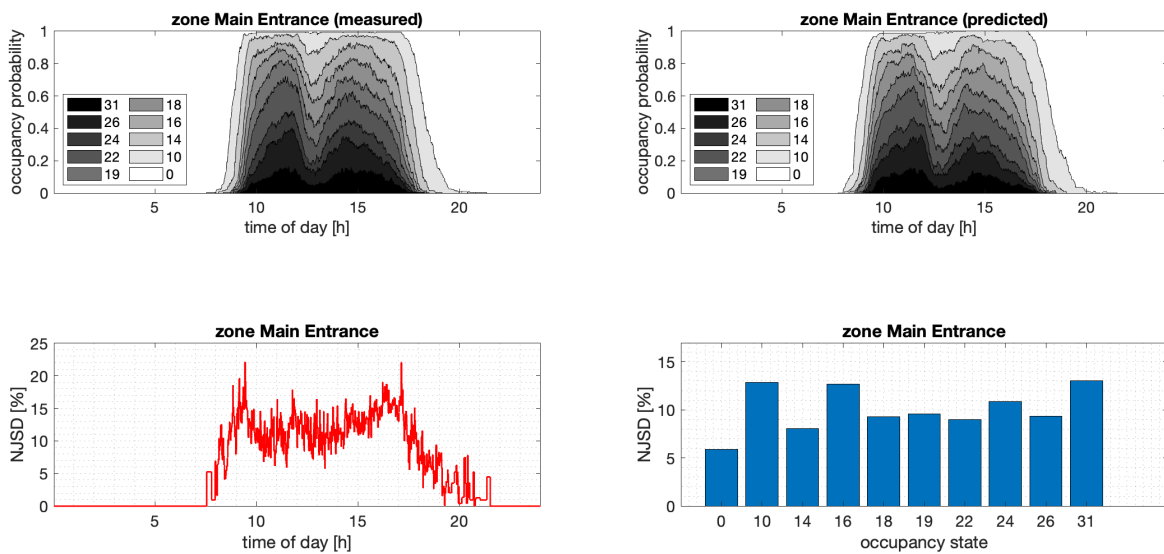 zone Main Entrance (measured)
occupancy probability
1
0.8
0.6
0.4
0.2
0
31 18
26 16
24 14
22 10
19 0
5 10 15 20
time of day [h]
zone Main Entrance (predicted)
occupancy probability
1
0.8
0.6
0.4
0.2
0
31 18
26 16
24 14
22 10
19 0
5 10 15 20
time of day [h]
zone Main Entrance
NJSD [%]
25
20
15
10
5
0
5 10 15 20
time of day [h]
zone Main Entrance
NJSD [%]
15
10
5
0
0 10 14 16 18 19 22 24 26 31
occupancy state